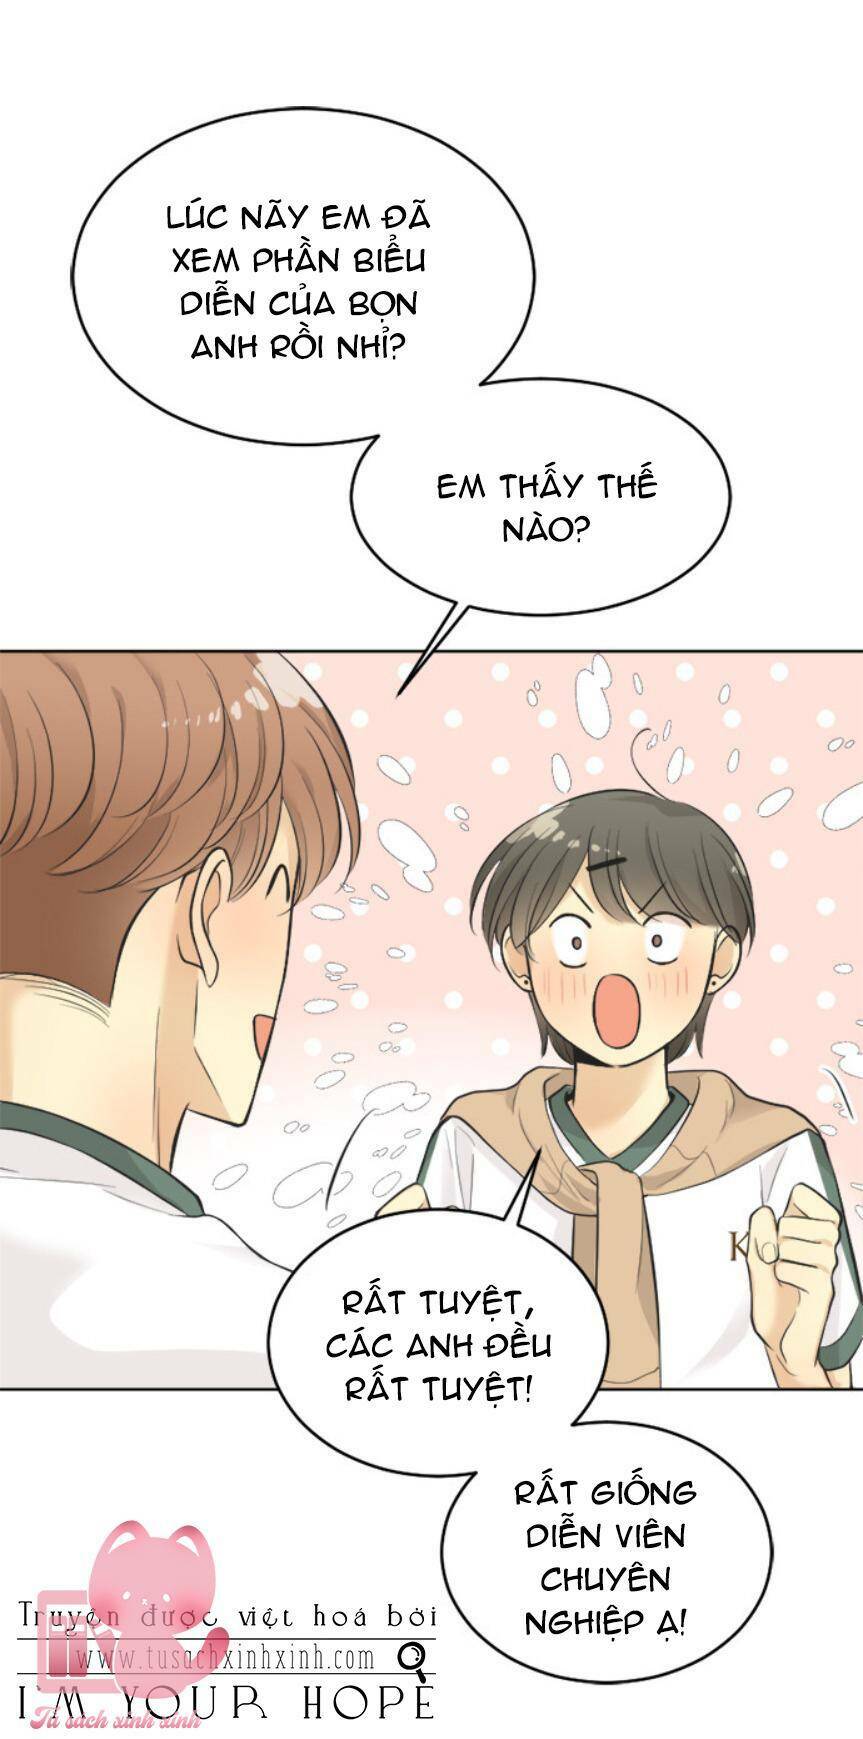 LÚC NÃY EM ĐÃ
XEM PHẦN BIỂU
DIỄN CỦA BỌN
ANH RỒI NHỈ?
EM THẤY THẾ
NÀO?
K
RẤT TUYỆT,
CÁC ANH ĐỀU
RẤT TUYỆT!
RẤT GIỐNG
DIỄN VIÊN
CHUYÊN
NGHIỆP Ạ!
Truyện được việt hoá bởi
www.tusachxinhxinh.com
I'M YOUR HOPE
Tủ sách xinh xinh